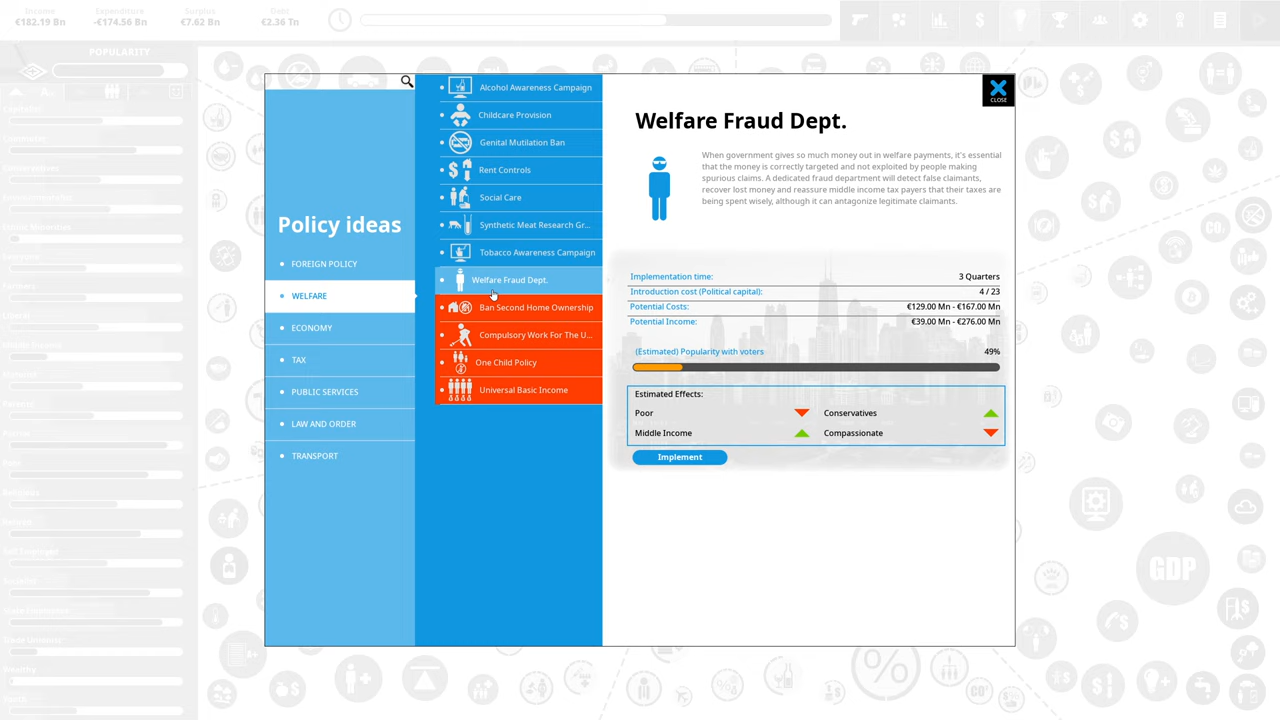 Income
Expenditure
Surplus
Debt
€182.19 Bn
-€174.56 Bn
€7.62 Bn
€2.36 Tn
POPULARITY
CLOSE
Policy ideas
FOREIGN POLICY
WELFARE
ECONOMY
TAX
PUBLIC SERVICES
LAW AND ORDER
TRANSPORT
Alcohol Awareness Campaign
Childcare Provision
Genital Mutilation Ban
Rent Controls
Social Care
Synthetic Meat Research Gr...
Tobacco Awareness Campaign
Welfare Fraud Dept.
Ban Second Home Ownership
Compulsory Work For The U...
One Child Policy
Universal Basic Income
Welfare Fraud Dept.
When government gives so much money out in welfare payments, it's essential
that the money is correctly targeted and not exploited by people making
spurious claims. A dedicated fraud department will detect false claimants,
recover lost money and reassure middle income tax payers that their taxes are
being spent wisely, although it can antagonize legitimate claimants.
Implementation time: 3 Quarters
Introduction cost (Political capital): 4 / 23
Potential Costs: €129.00 Mn - €167.00 Mn
Potential Income: €39.00 Mn - €276.00 Mn
(Estimated) Popularity with voters 49%
Estimated Effects:
Poor Conservatives
Middle Income Compassionate
Implement
GDP